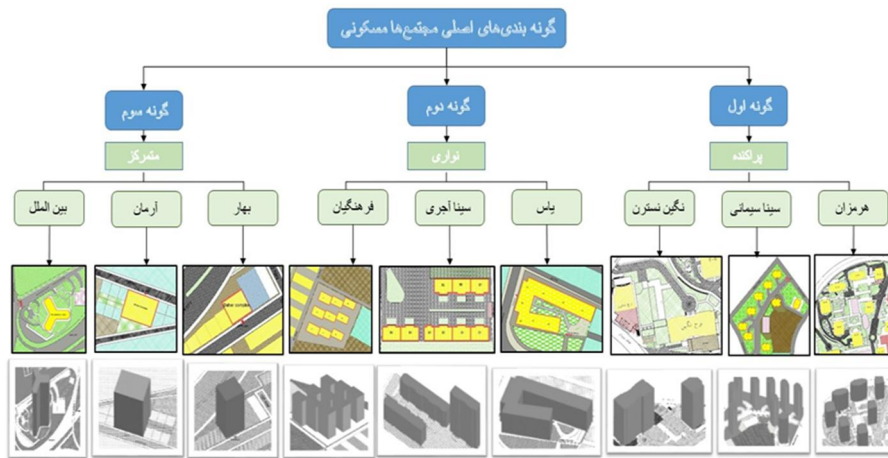 گونه بندی‌های اصلی مجتمع‌ها مسکونی
گونه اول
گونه دوم
گونه سوم
پراکنده
نواری
متمرکز
هرمزان
سینا سیمانی
نگین نسترن
یاس
سینا آجری
فرهنگیان
بهار
آرمان
بین الملل